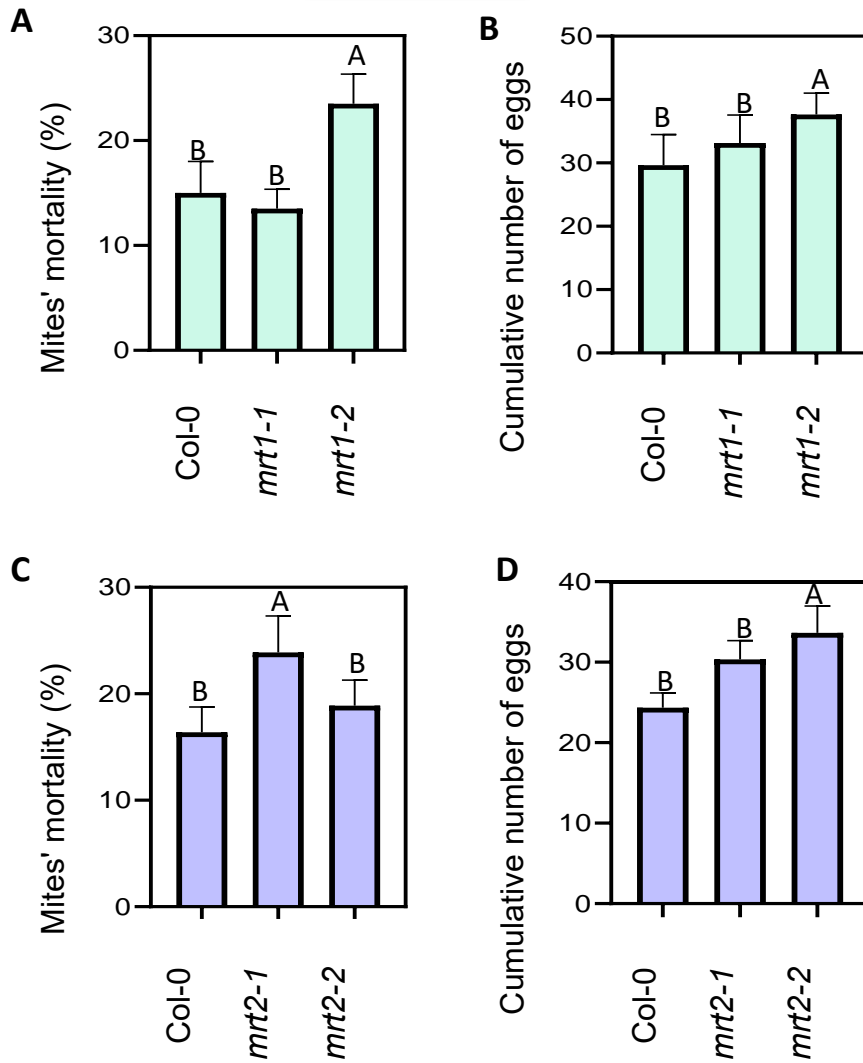 A
Mites' mortality (%)
30
20
10
0
B
B
A
Col-0
mrt1-1
mrt1-2
B
Cumulative number of eggs
50
40
30
20
10
0
B
B
A
Col-0
mrt1-1
mrt1-2
C
Mites' mortality (%)
30
20
10
0
B
A
B
Col-0
mrt2-1
mrt2-2
D
Cumulative number of eggs
40
30
20
10
0
B
B
A
Col-0
mrt2-1
mrt2-2